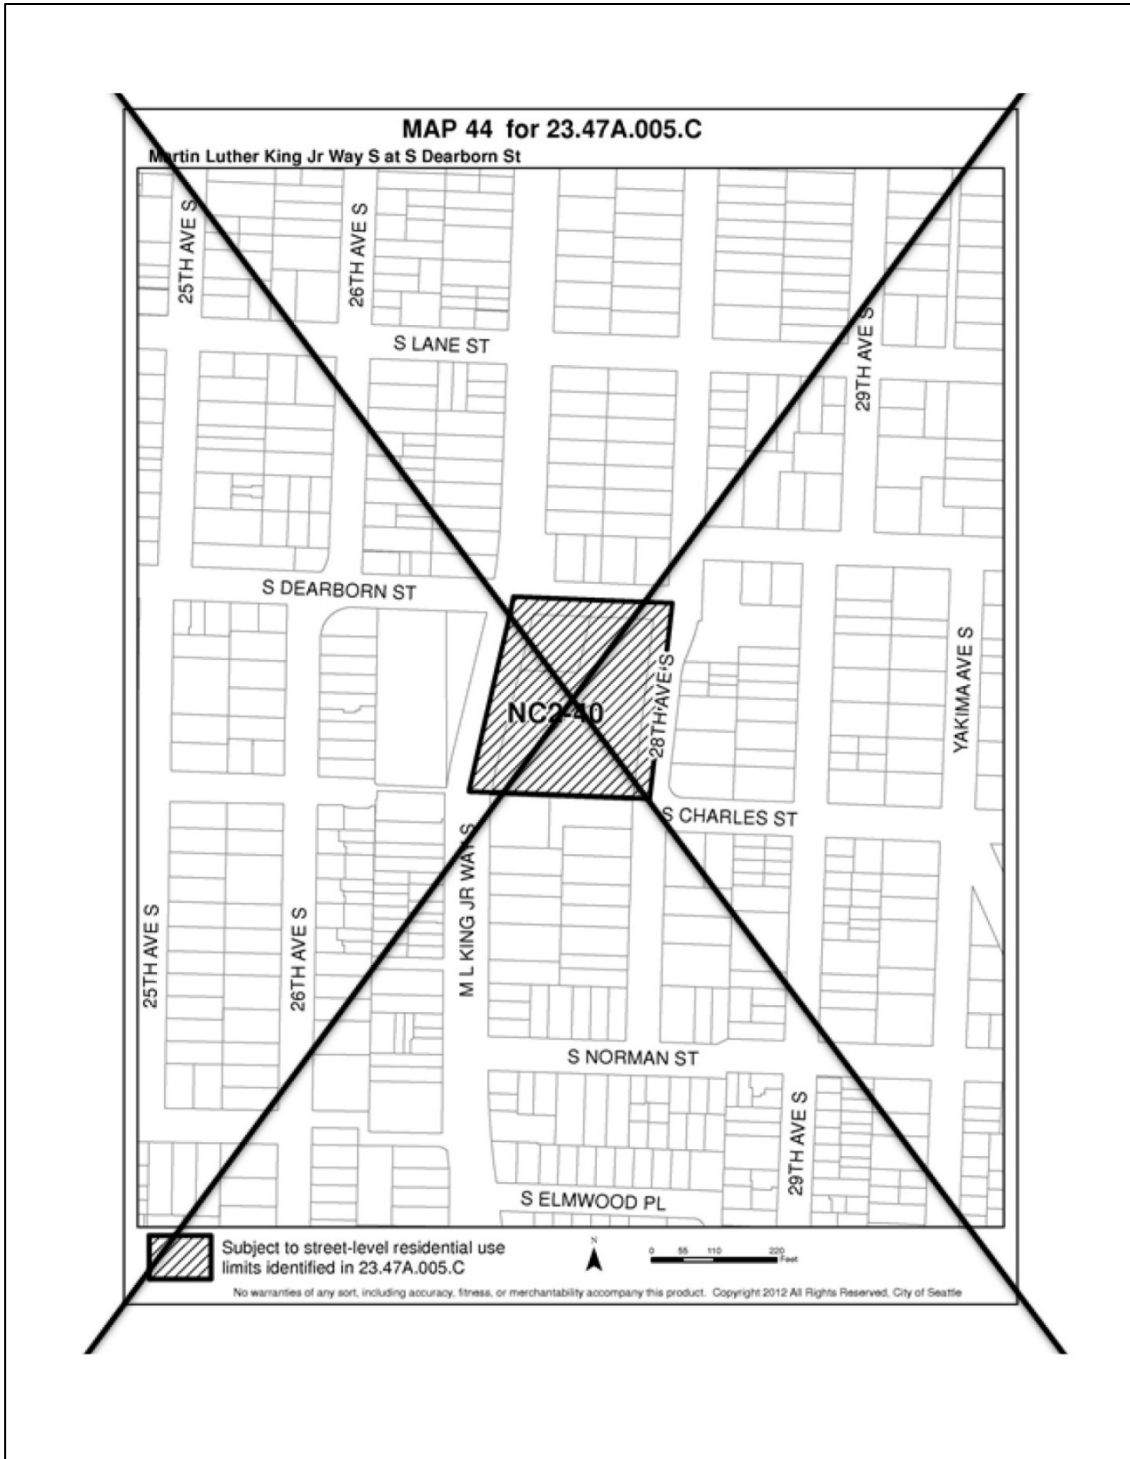 MAP 44 for 23.47A.005.C
Martin Luther King Jr Way S at S Dearborn St
25TH AVE S
26TH AVE S
S LANE ST
29TH AVE S
S DEARBORN ST
NC2-40
28TH AVE S
YAKIMA AVE S
S CHARLES ST
M L KING JR WAY S
25TH AVE S
26TH AVE S
S NORMAN ST
29TH AVE S
S ELMWOOD PL
Subject to street-level residential use
limits identified in 23.47A.005.C
N
0 55 110 220
Feet
No warranties of any sort, including accuracy, fitness, or merchantability accompany this product. Copyright 2012 All Rights Reserved, City of Seattle